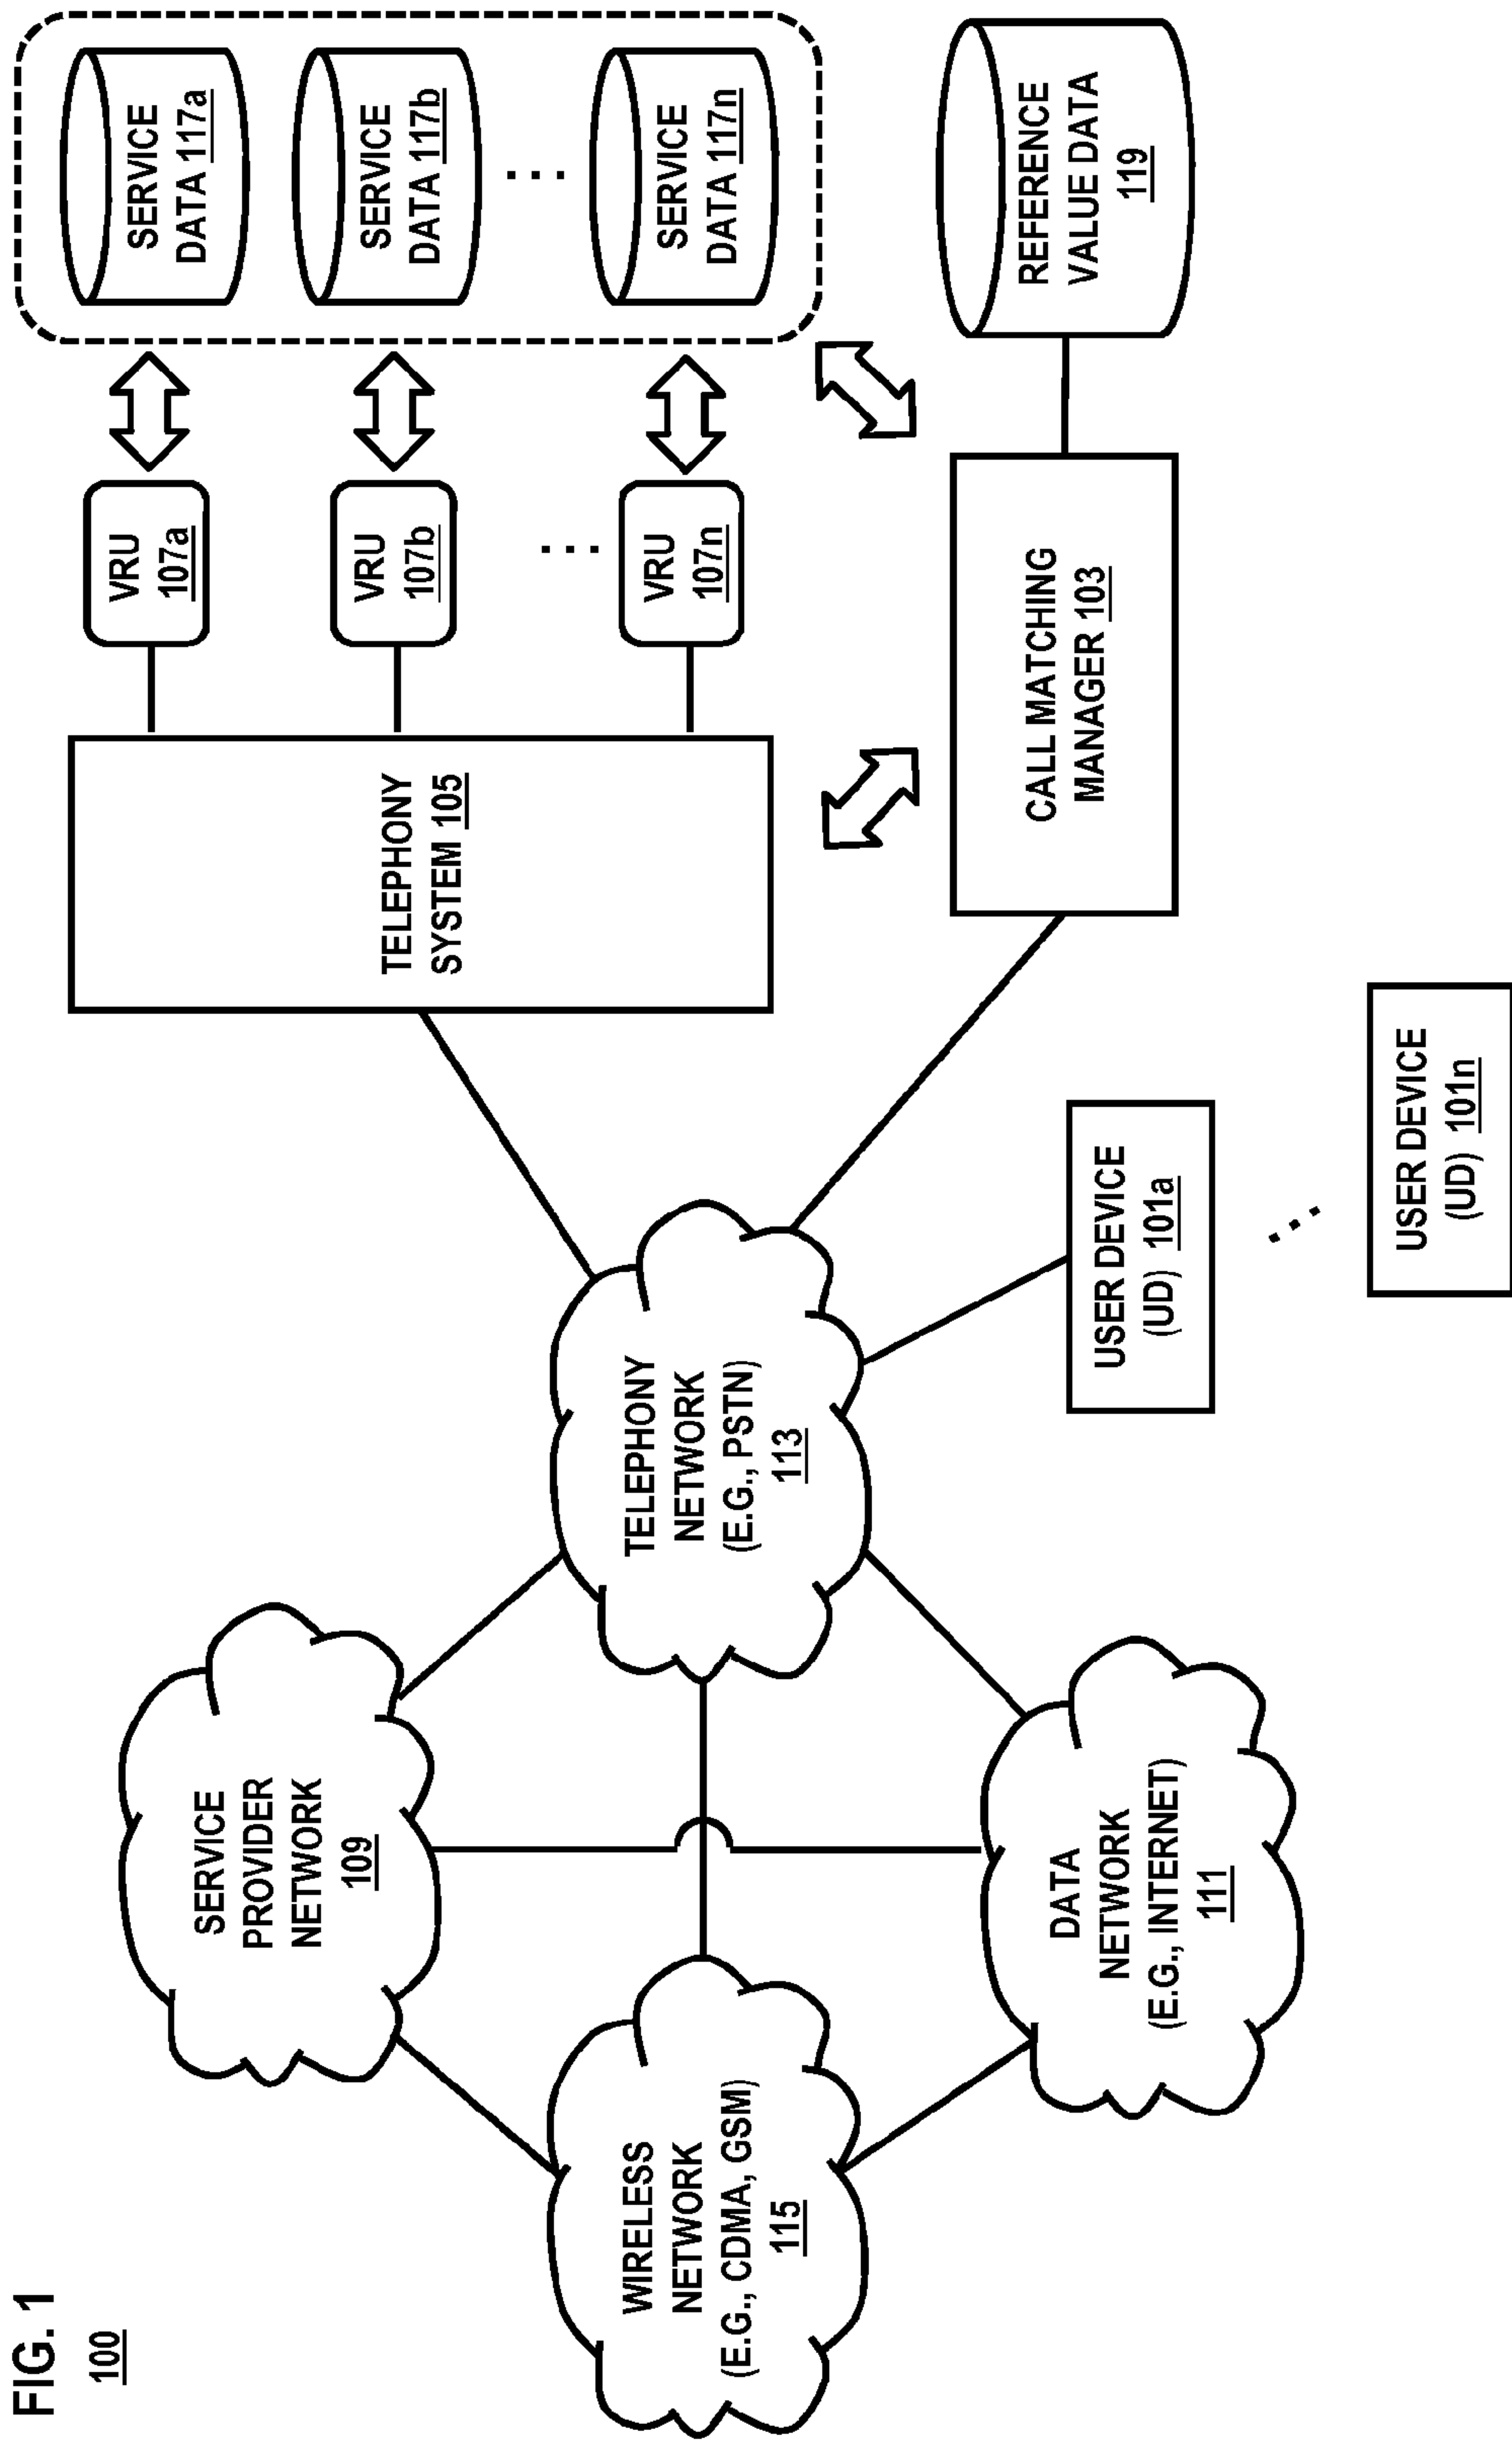 FIG. 1
100
SERVICE
PROVIDER
NETWORK
109
WIRELESS
NETWORK
(E.G., CDMA, GSM)
115
DATA
NETWORK
(E.G., INTERNET)
111
TELEPHONY
NETWORK
(E.G., PSTN)
113
TELEPHONY
SYSTEM 105
VRU
107a
VRU
107b
...
VRU
107n
SERVICE
DATA 117a
SERVICE
DATA 117b
...
SERVICE
DATA 117n
CALL MATCHING
MANAGER 103
REFERENCE
VALUE DATA
119
USER DEVICE
(UD) 101a
...
USER DEVICE
(UD) 101n